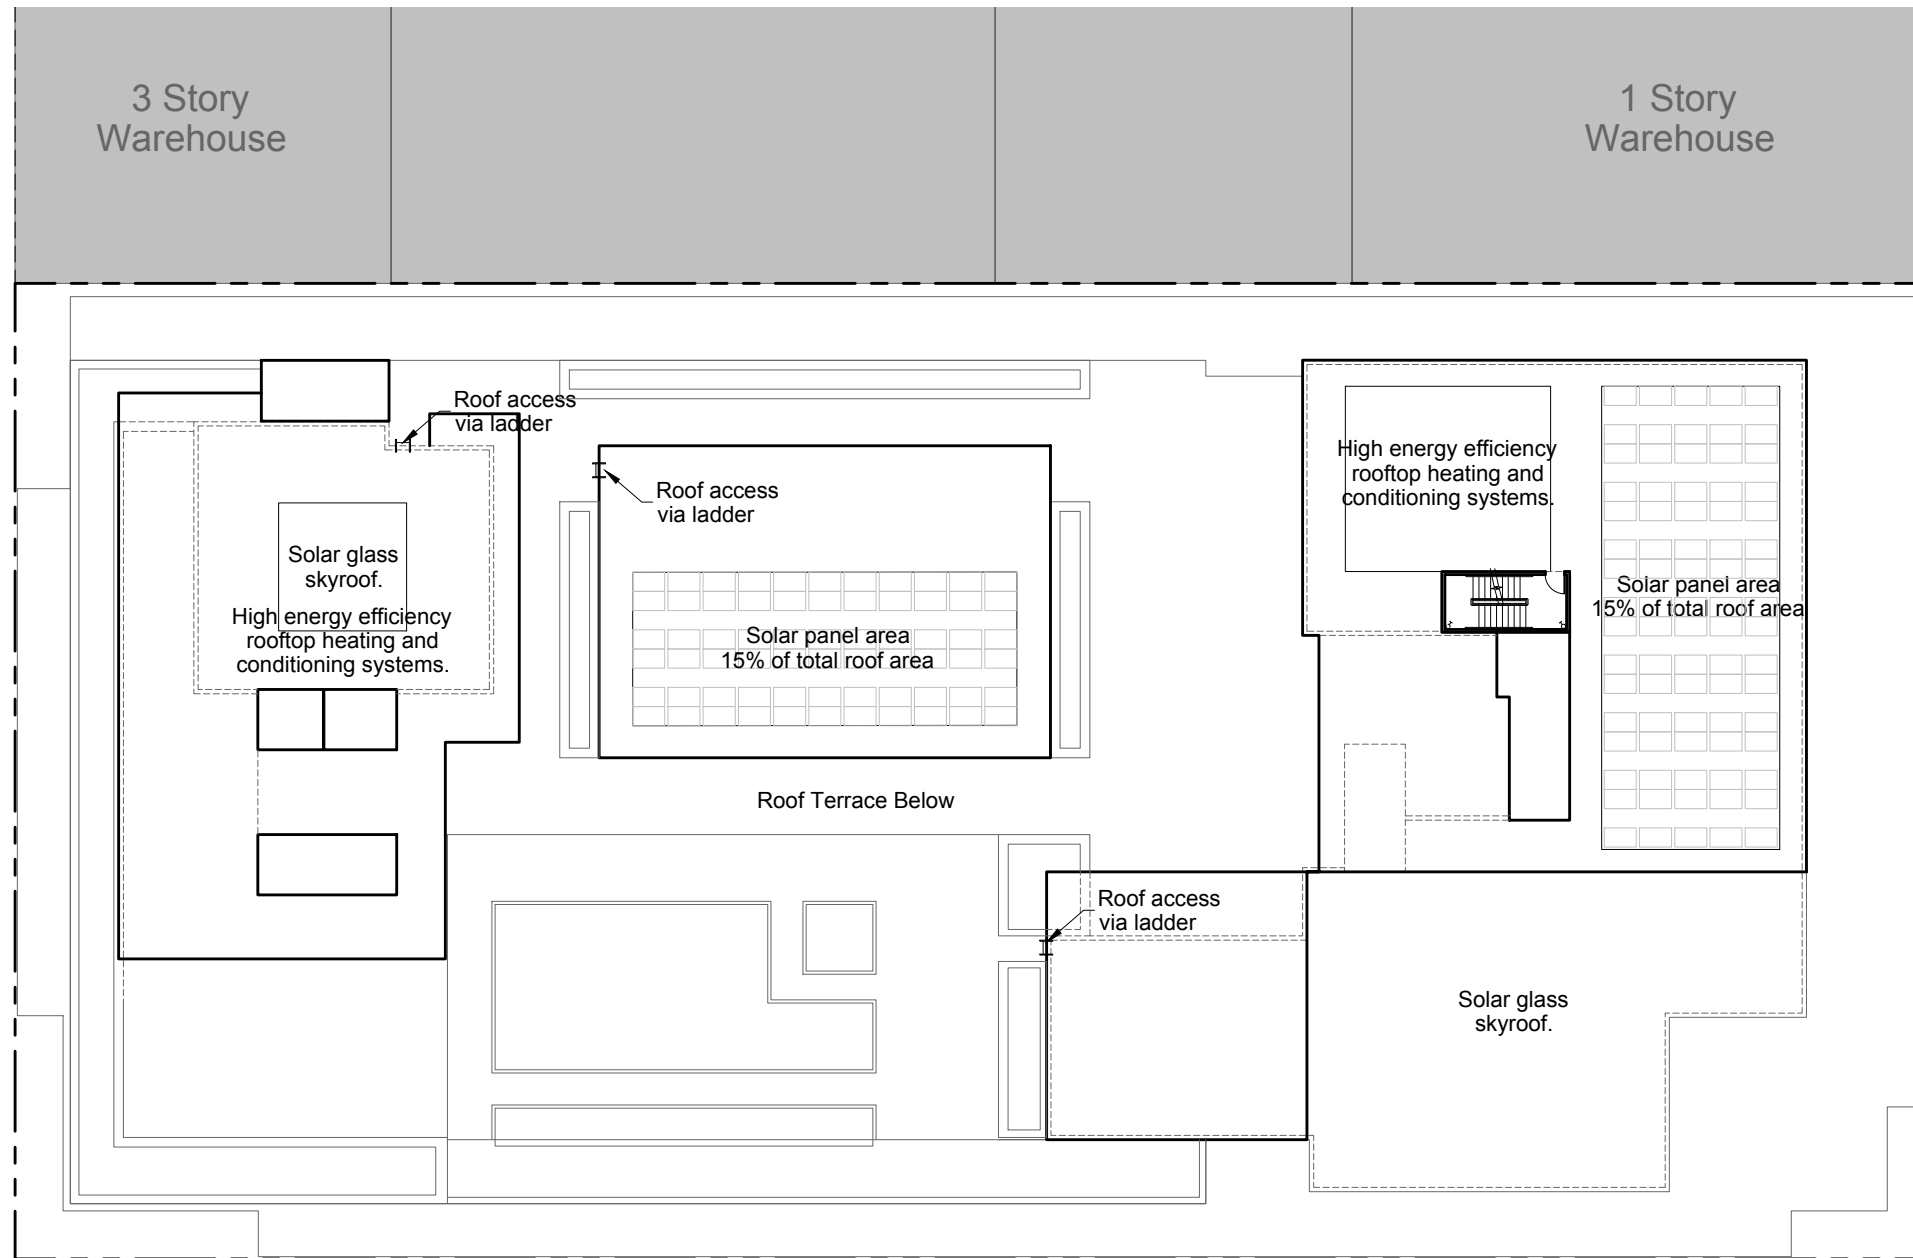 3 Story
Warehouse
1 Story
Warehouse
Roof access
via ladder
Roof access
via ladder
High energy efficiency
rooftop heating and
conditioning systems.
Solar glass
skyroof.
High energy efficiency
rooftop heating and
conditioning systems.
Solar panel area
15% of total roof area
Solar panel area
15% of total roof area
Roof Terrace Below
Roof access
via ladder
Solar glass
skyroof.